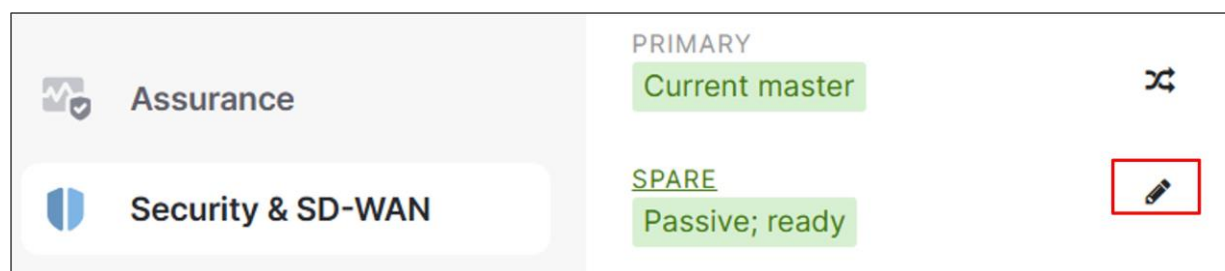 Assurance
Security & SD-WAN
PRIMARY
Current master
SPARE
Passive; ready